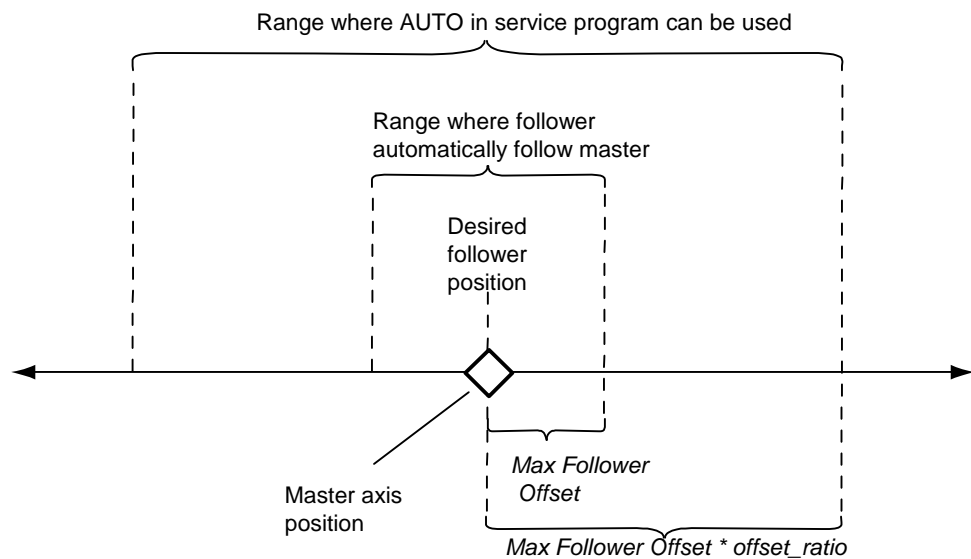 Range where AUTO in service program can be used
Range where follower
automatically follow master
Desired
follower
position
Max Follower
Offset
Master axis
position
Max Follower Offset * offset_ratio